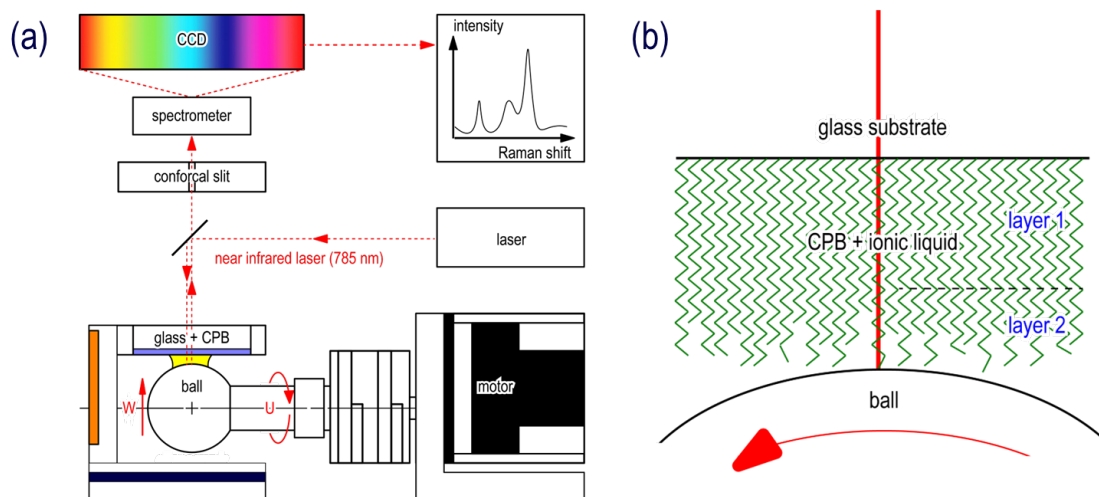 (a)
CCD
spectrometer
conforcal slit
intensity
Raman shift
laser
near infrared laser (785 nm)
glass + CPB
ball
W
U
motor
(b)
glass substrate
layer 1
CPB + ionic liquid
layer 2
ball